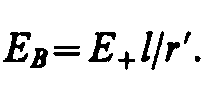 E_B = E_+ l/r′.